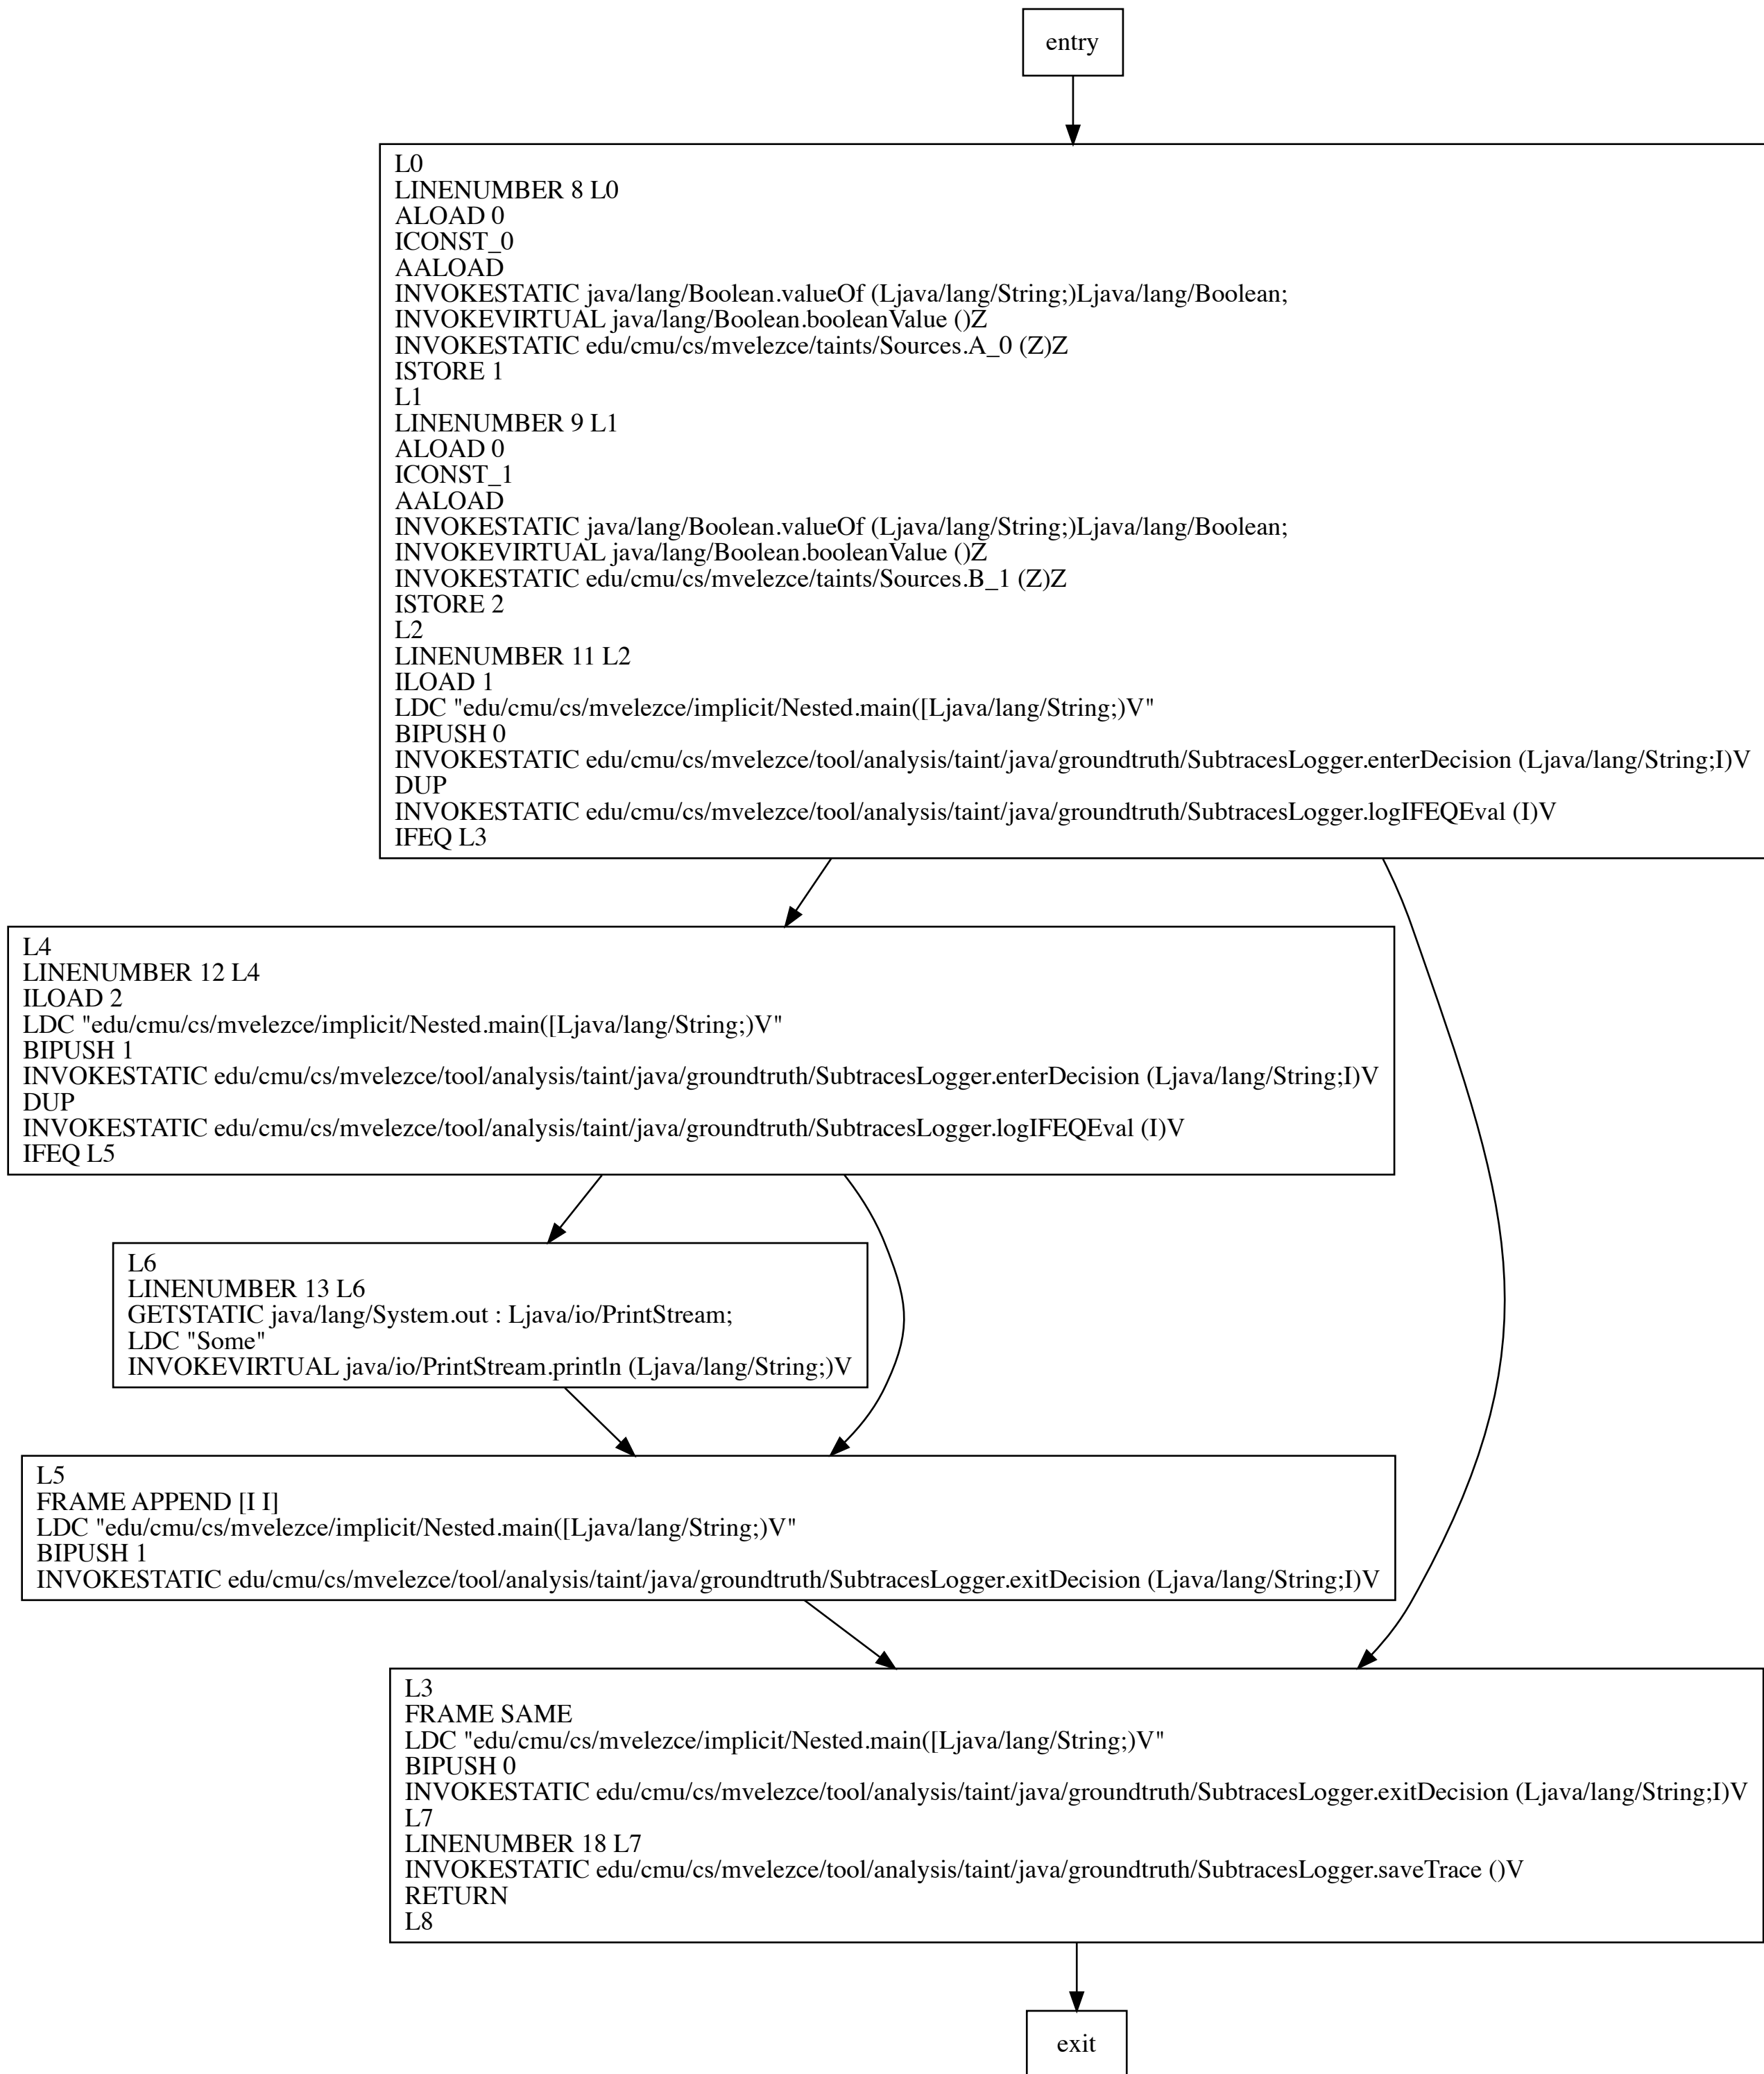 entry
L0
LINENUMBER 8 L0
ALOAD 0
ICONST_0
AALOAD
INVOKESTATIC java/lang/Boolean.valueOf (Ljava/lang/String;)Ljava/lang/Boolean;
INVOKEVIRTUAL java/lang/Boolean.booleanValue ()Z
INVOKESTATIC edu/cmu/cs/mvelezce/taints/Sources.A_0 (Z)Z
ISTORE 1
L1
LINENUMBER 9 L1
ALOAD 0
ICONST_1
AALOAD
INVOKESTATIC java/lang/Boolean.valueOf (Ljava/lang/String;)Ljava/lang/Boolean;
INVOKEVIRTUAL java/lang/Boolean.booleanValue ()Z
INVOKESTATIC edu/cmu/cs/mvelezce/taints/Sources.B_1 (Z)Z
ISTORE 2
L2
LINENUMBER 11 L2
ILOAD 1
LDC "edu/cmu/cs/mvelezce/implicit/Nested.main([Ljava/lang/String;)V"
BIPUSH 0
INVOKESTATIC edu/cmu/cs/mvelezce/tool/analysis/taint/java/groundtruth/SubtracesLogger.enterDecision (Ljava/lang/String;I)V
DUP
INVOKESTATIC edu/cmu/cs/mvelezce/tool/analysis/taint/java/groundtruth/SubtracesLogger.logIFEQEval (I)V
IFEQ L3
L4
LINENUMBER 12 L4
ILOAD 2
LDC "edu/cmu/cs/mvelezce/implicit/Nested.main([Ljava/lang/String;)V"
BIPUSH 1
INVOKESTATIC edu/cmu/cs/mvelezce/tool/analysis/taint/java/groundtruth/SubtracesLogger.enterDecision (Ljava/lang/String;I)V
DUP
INVOKESTATIC edu/cmu/cs/mvelezce/tool/analysis/taint/java/groundtruth/SubtracesLogger.logIFEQEval (I)V
IFEQ L5
L6
LINENUMBER 13 L6
GETSTATIC java/lang/System.out : Ljava/io/PrintStream;
LDC "Some"
INVOKEVIRTUAL java/io/PrintStream.println (Ljava/lang/String;)V
L5
FRAME APPEND [I I]
LDC "edu/cmu/cs/mvelezce/implicit/Nested.main([Ljava/lang/String;)V"
BIPUSH 1
INVOKESTATIC edu/cmu/cs/mvelezce/tool/analysis/taint/java/groundtruth/SubtracesLogger.exitDecision (Ljava/lang/String;I)V
L3
FRAME SAME
LDC "edu/cmu/cs/mvelezce/implicit/Nested.main([Ljava/lang/String;)V"
BIPUSH 0
INVOKESTATIC edu/cmu/cs/mvelezce/tool/analysis/taint/java/groundtruth/SubtracesLogger.exitDecision (Ljava/lang/String;I)V
L7
LINENUMBER 18 L7
INVOKESTATIC edu/cmu/cs/mvelezce/tool/analysis/taint/java/groundtruth/SubtracesLogger.saveTrace ()V
RETURN
L8
exit